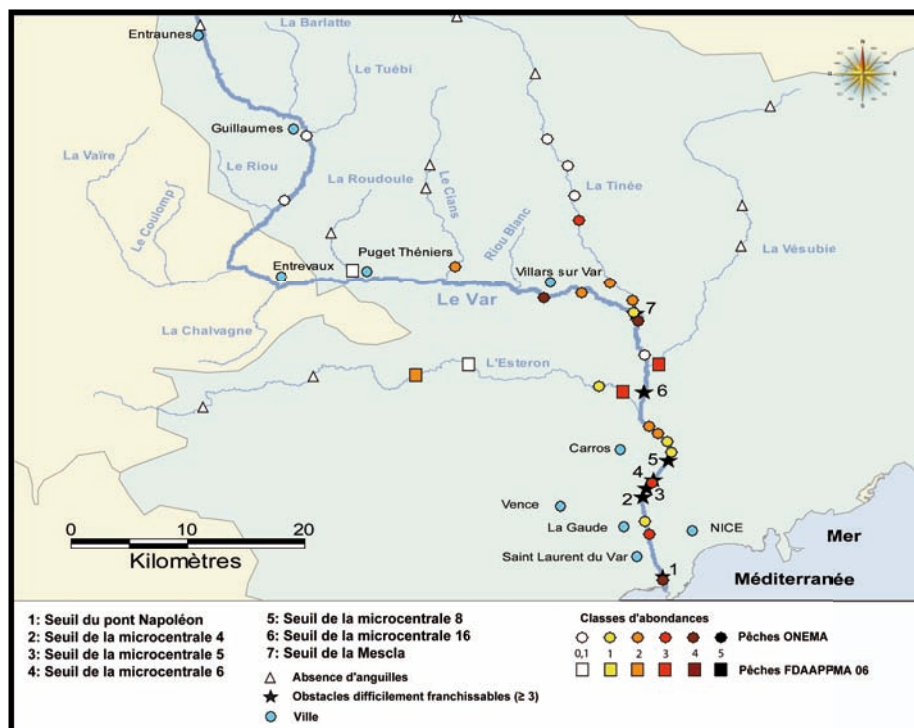 La Barlatte
Entraunes
Le Tuébi
Guillaumes
La Vaïre
Le Riou
La Roudoule
Le Cians
La Tinée
Le Coulomp
Riou Blanc
La Vésubie
Puget Théniers
Entrevaux
Villars sur Var
Le Var
7
La Chalvagne
L'Esteron
6
Carros
5
4
3
2
Vence
La Gaude
NICE
Mer
Saint Laurent du Var
1
Méditerranée
0 10 20
Kilomètres
1: Seuil du pont Napoléon
2: Seuil de la microcentrale 4
3: Seuil de la microcentrale 5
4: Seuil de la microcentrale 6
5: Seuil de la microcentrale 8
6: Seuil de la microcentrale 16
7: Seuil de la Mescla
Absence d'anguilles
Obstacles difficilement franchissables (≥ 3)
Ville
Classes d'abondances
Pêches ONEMA
0,1 1 2 3 4 5
Pêches FDAAPPMA 06